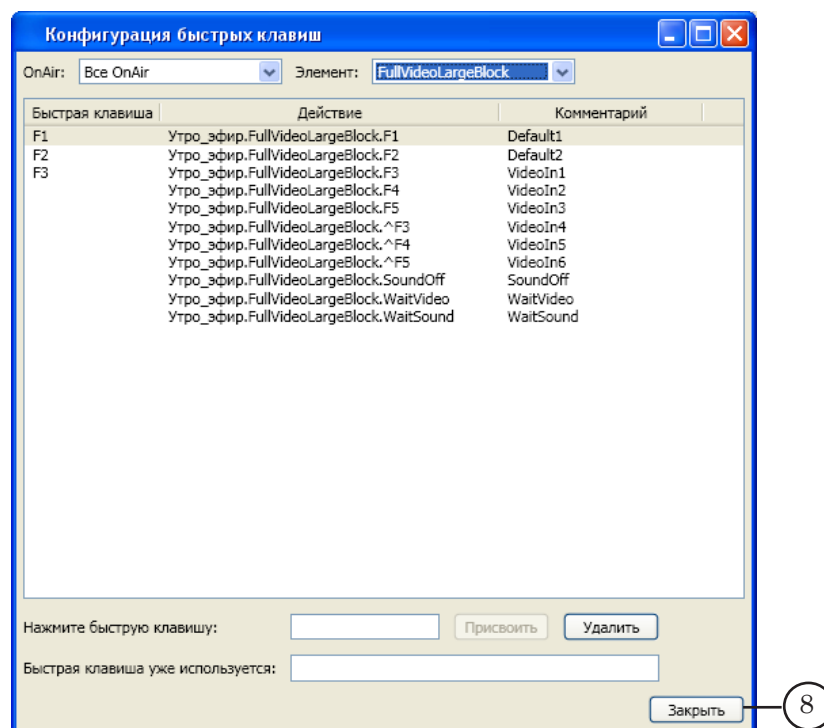 Конфигурация быстрых клавиш
OnAir: Все OnAir Элемент: FullVideoLargeBlock
Быстрая клавиша Действие Комментарий
F1 Утро_эфир.FullVideoLargeBlock.F1 Default1
F2 Утро_эфир.FullVideoLargeBlock.F2 Default2
F3 Утро_эфир.FullVideoLargeBlock.F3 VideoIn1
Утро_эфир.FullVideoLargeBlock.F4 VideoIn2
Утро_эфир.FullVideoLargeBlock.F5 VideoIn3
Утро_эфир.FullVideoLargeBlock.^F3 VideoIn4
Утро_эфир.FullVideoLargeBlock.^F4 VideoIn5
Утро_эфир.FullVideoLargeBlock.^F5 VideoIn6
Утро_эфир.FullVideoLargeBlock.SoundOff SoundOff
Утро_эфир.FullVideoLargeBlock.WaitVideo WaitVideo
Утро_эфир.FullVideoLargeBlock.WaitSound WaitSound
Нажмите быструю клавишу: Присвоить Удалить
Быстрая клавиша уже используется:
Закрыть 8